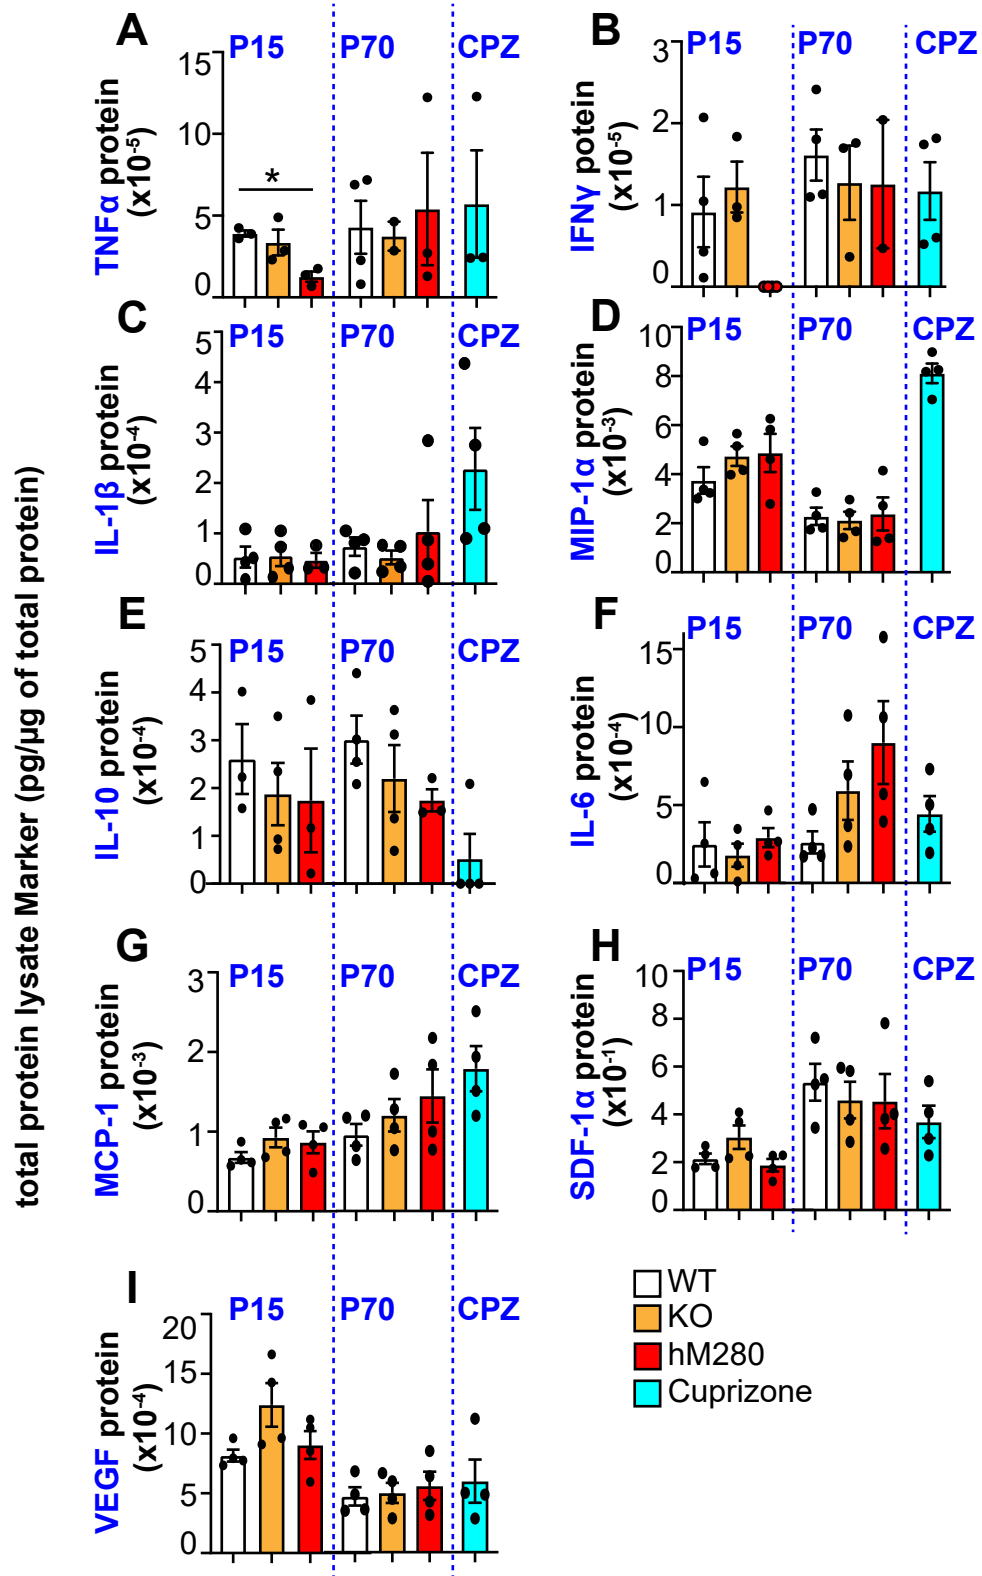 total protein lysate Marker (pg/µg of total protein)
A
P15
P70
CPZ
TNFα protein
(x10-5)
15
10
5
0
*
B
P15
P70
CPZ
IFNγ potein
(x10-5)
3
2
1
0
C
P15
P70
CPZ
IL-1β protein
(x10-4)
5
4
3
2
1
0
D
P15
P70
CPZ
MIP-1α protein
(x10-3)
10
8
6
4
2
0
E
P15
P70
CPZ
IL-10 protein
(x10-4)
5
4
3
2
1
0
F
P15
P70
CPZ
IL-6 protein
(x10-4)
15
10
5
0
G
P15
P70
CPZ
MCP-1 protein
(x10-3)
3
2
1
0
H
P15
P70
CPZ
SDF-1α protein
(x10-1)
10
8
6
4
2
0
I
P15
P70
CPZ
VEGF protein
(x10-4)
20
15
10
5
0
WT
KO
hM280
Cuprizone